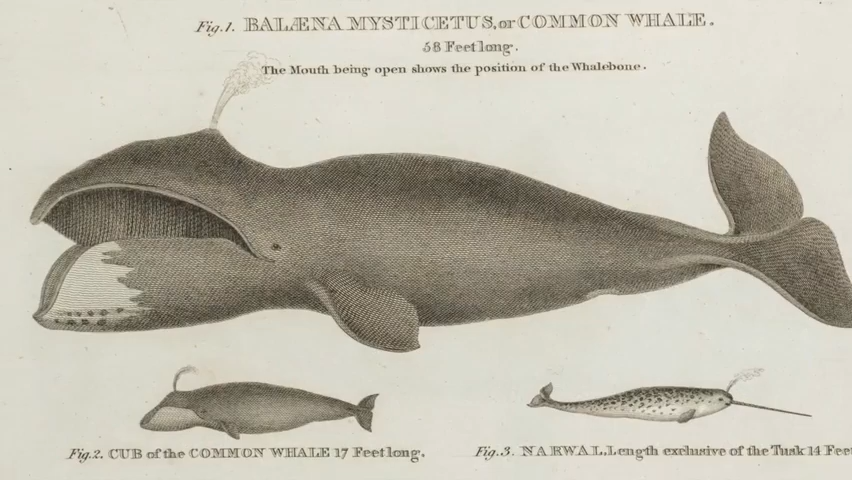 Fig. 1. BALÆNA MYSTICETUS, or COMMON WHALE.
58 Feet long.
The Mouth being open shows the position of the Whalebone.
Fig. 2. CUB of the COMMON WHALE 17 Feet long.
Fig. 3. NARWAL, Length exclusive of the Tusk 14 Feet